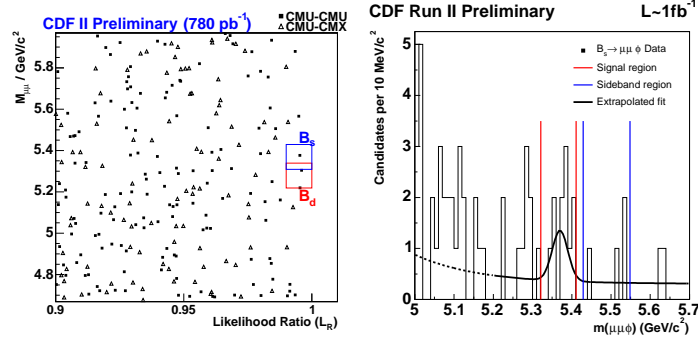 CDF II Preliminary (780 pb⁻¹)
CMU-CMU
CMU-CMX
M_μμ / GeV/c²
5.8
5.6
5.4
5.2
5
4.8
B_s
B_d
0.9
0.95
1
Likelihood Ratio (L_R)
CDF Run II Preliminary
L~1fb⁻¹
Candidates per 10 MeV/c²
5
4
3
2
1
0
B_s→μμφ Data
Signal region
Sideband region
Extrapolated fit
5
5.1
5.2
5.3
5.4
5.5
5.6
5.7
m(μμφ) (GeV/c²)